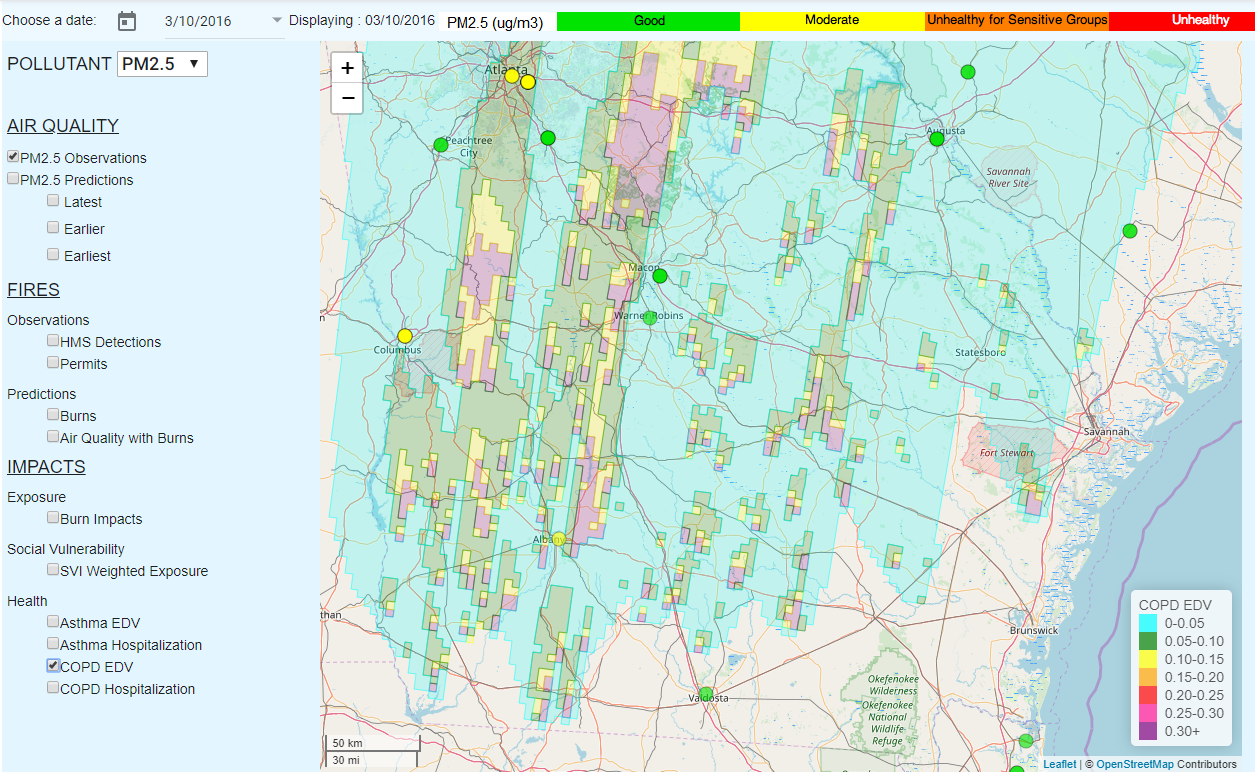 Choose a date: 3/10/2016 Displaying : 03/10/2016 PM2.5 (ug/m3) Good Moderate Unhealthy for Sensitive Groups Unhealthy
POLLUTANT PM2.5 ▼
AIR QUALITY
PM2.5 Observations
PM2.5 Predictions
Latest
Earlier
Earliest
FIRES
Observations
HMS Detections
Permits
Predictions
Burns
Air Quality with Burns
IMPACTS
Exposure
Burn Impacts
Social Vulnerability
SVI Weighted Exposure
Health
Asthma EDV
Asthma Hospitalization
COPD EDV
COPD Hospitalization
+
−
Atlanta
Peachtree
City
Augusta
Savannah
River Site
Macon
Warner Robins
Columbus
Statesboro
Savannah
Fort Stewart
Albany
than
Brunswick
Valdosta
Okefenokee
Wilderness
Okefenokee
National
Wildlife
Refuge
COPD EDV
0-0.05
0.05-0.10
0.10-0.15
0.15-0.20
0.20-0.25
0.25-0.30
0.30+
50 km
30 mi
Leaflet | © OpenStreetMap Contributors